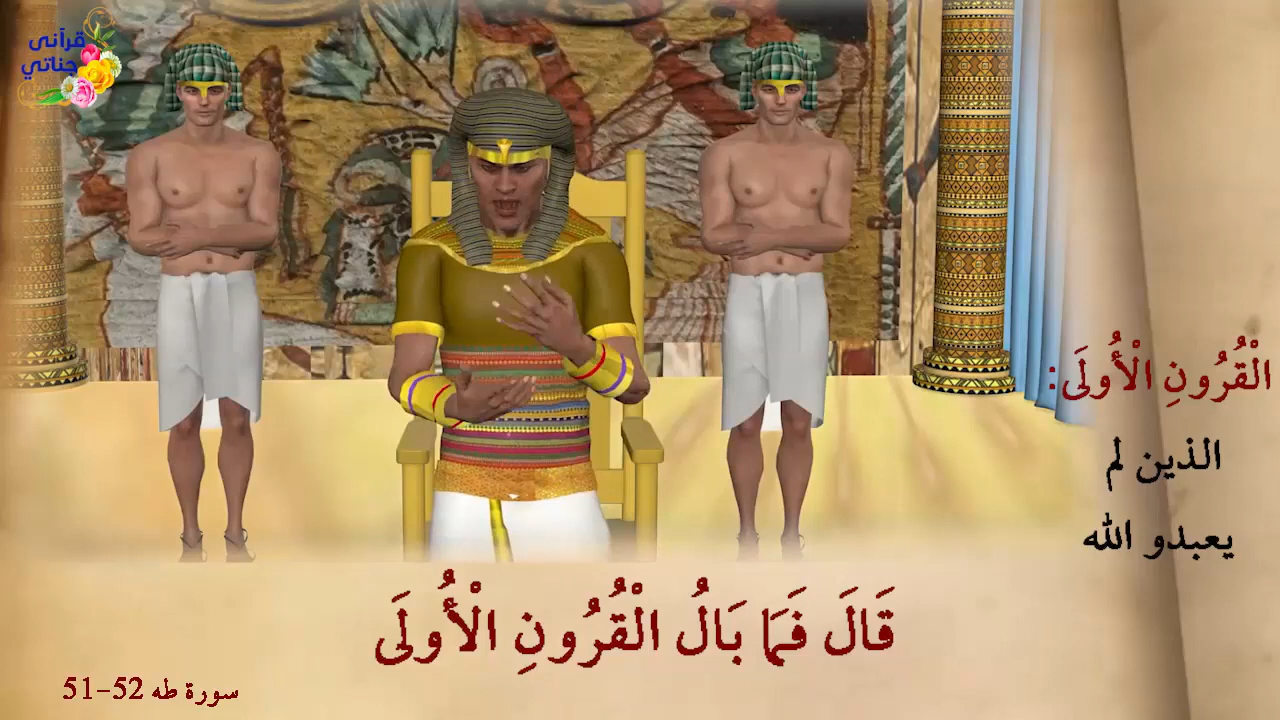 قرآنى
جناتي
الْقُرُونِ الْأُولَى:
الذين لم
يعبدو الله
قَالَ فَمَا بَالُ الْقُرُونِ الْأُولَى
سورة طه 52-51